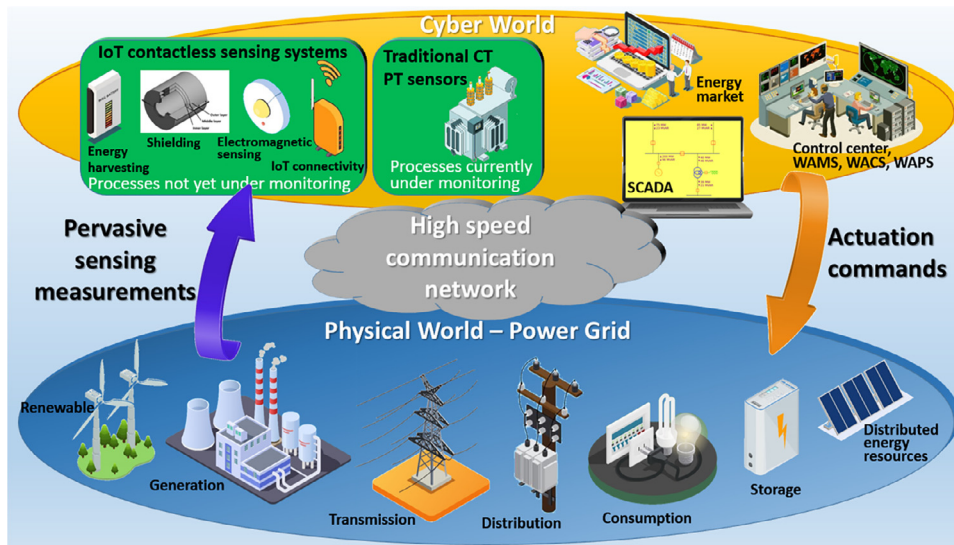 Cyber World
IoT contactless sensing systems
Energy
harvesting
Shielding
Electromagnetic
sensing
IoT connectivity
Processes not yet under monitoring
Traditional CT
PT sensors
Processes currently
under monitoring
Energy
market
SCADA
Control center,
WAMS, WACS, WAPS
Pervasive
sensing
measurements
High speed
communication
network
Actuation
commands
Physical World – Power Grid
Renewable
Generation
Transmission
Distribution
Consumption
Storage
Distributed
energy
resources